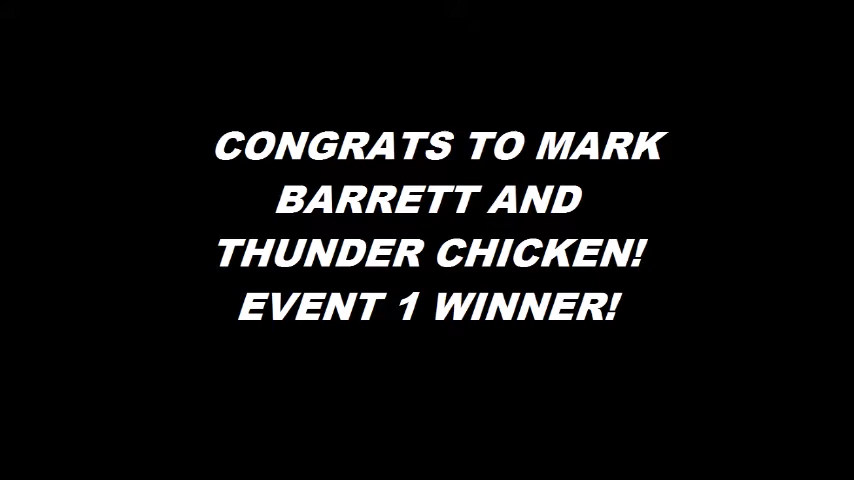 CONGRATS TO MARK
BARRETT AND
THUNDER CHICKEN!
EVENT 1 WINNER!